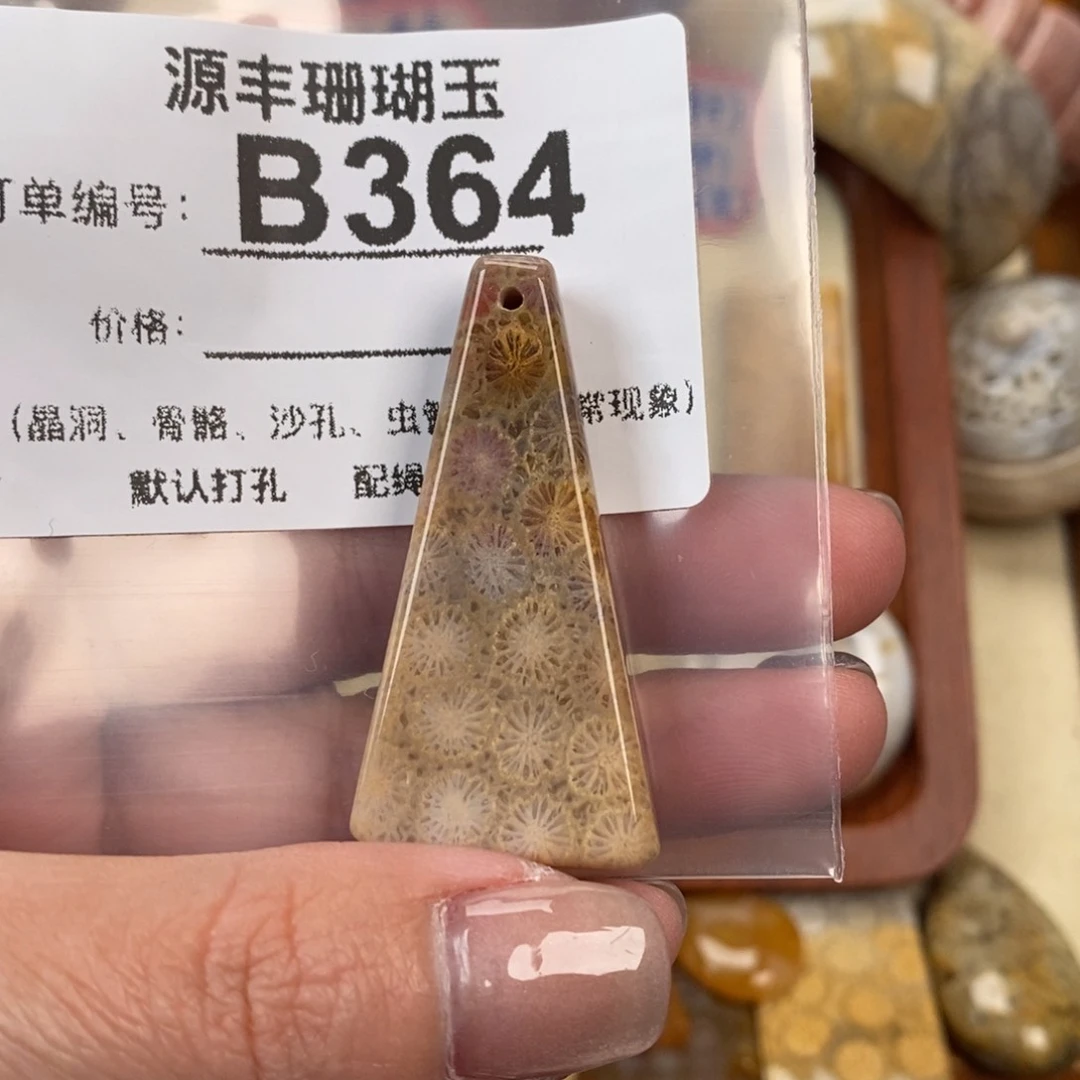 源丰珊瑚玉
订单编号: B364
价格:
(晶洞、骨骼、沙孔、虫 常现象)
默认打孔 配绳